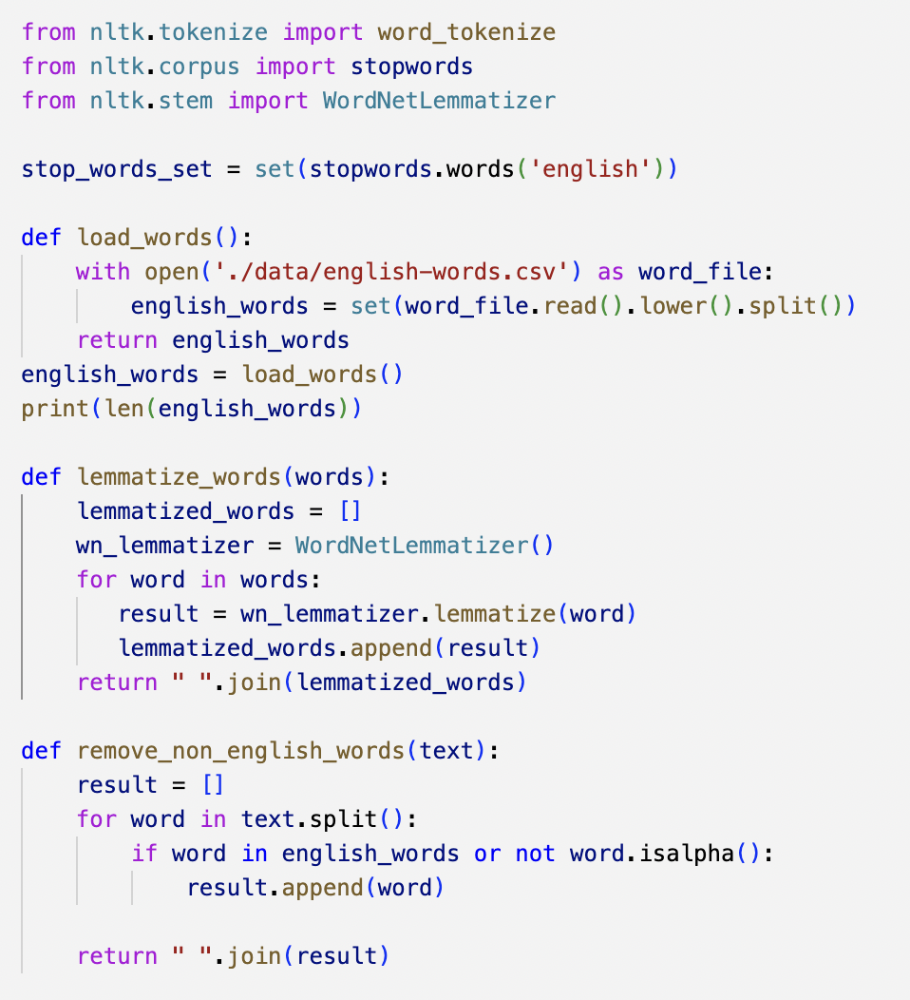 from nltk.tokenize import word_tokenize
from nltk.corpus import stopwords
from nltk.stem import WordNetLemmatizer

stop_words_set = set(stopwords.words('english'))

def load_words():
    with open('./data/english-words.csv') as word_file:
        english_words = set(word_file.read().lower().split())
    return english_words
english_words = load_words()
print(len(english_words))

def lemmatize_words(words):
    lemmatized_words = []
    wn_lemmatizer = WordNetLemmatizer()
    for word in words:
       result = wn_lemmatizer.lemmatize(word)
       lemmatized_words.append(result)
    return " ".join(lemmatized_words)

def remove_non_english_words(text):
    result = []
    for word in text.split():
        if word in english_words or not word.isalpha():
            result.append(word)

    return " ".join(result)